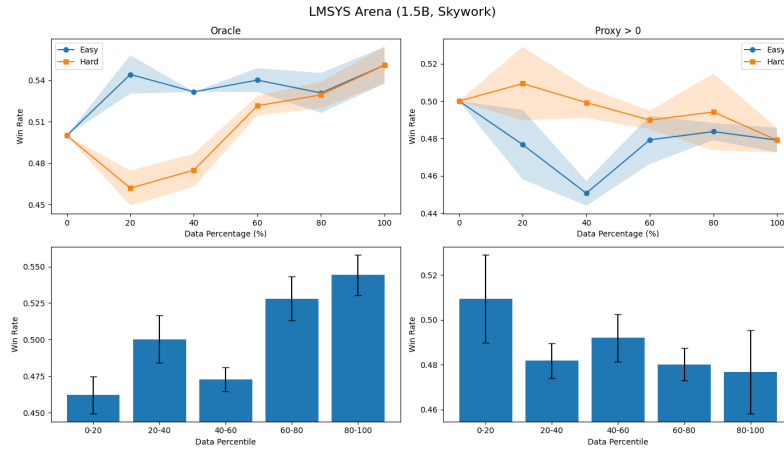 LMSYS Arena (1.5B, Skywork)
Oracle
Easy
Hard
Win Rate
0.54
0.51
0.48
0.45
0 20 40 60 80 100
Data Percentage (%)
Proxy > 0
Easy
Hard
Win Rate
0.52
0.50
0.48
0.46
0.44
0 20 40 60 80 100
Data Percentage (%)
Win Rate
0.550
0.525
0.500
0.475
0.450
0-20 20-40 40-60 60-80 80-100
Data Percentile
Win Rate
0.52
0.50
0.48
0.46
0-20 20-40 40-60 60-80 80-100
Data Percentile